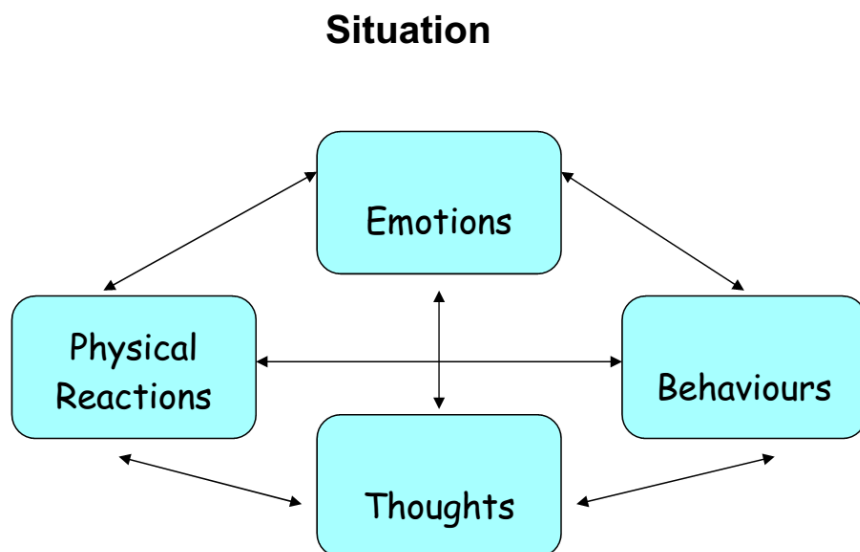 Situation
Emotions
Physical
Reactions
Behaviours
Thoughts